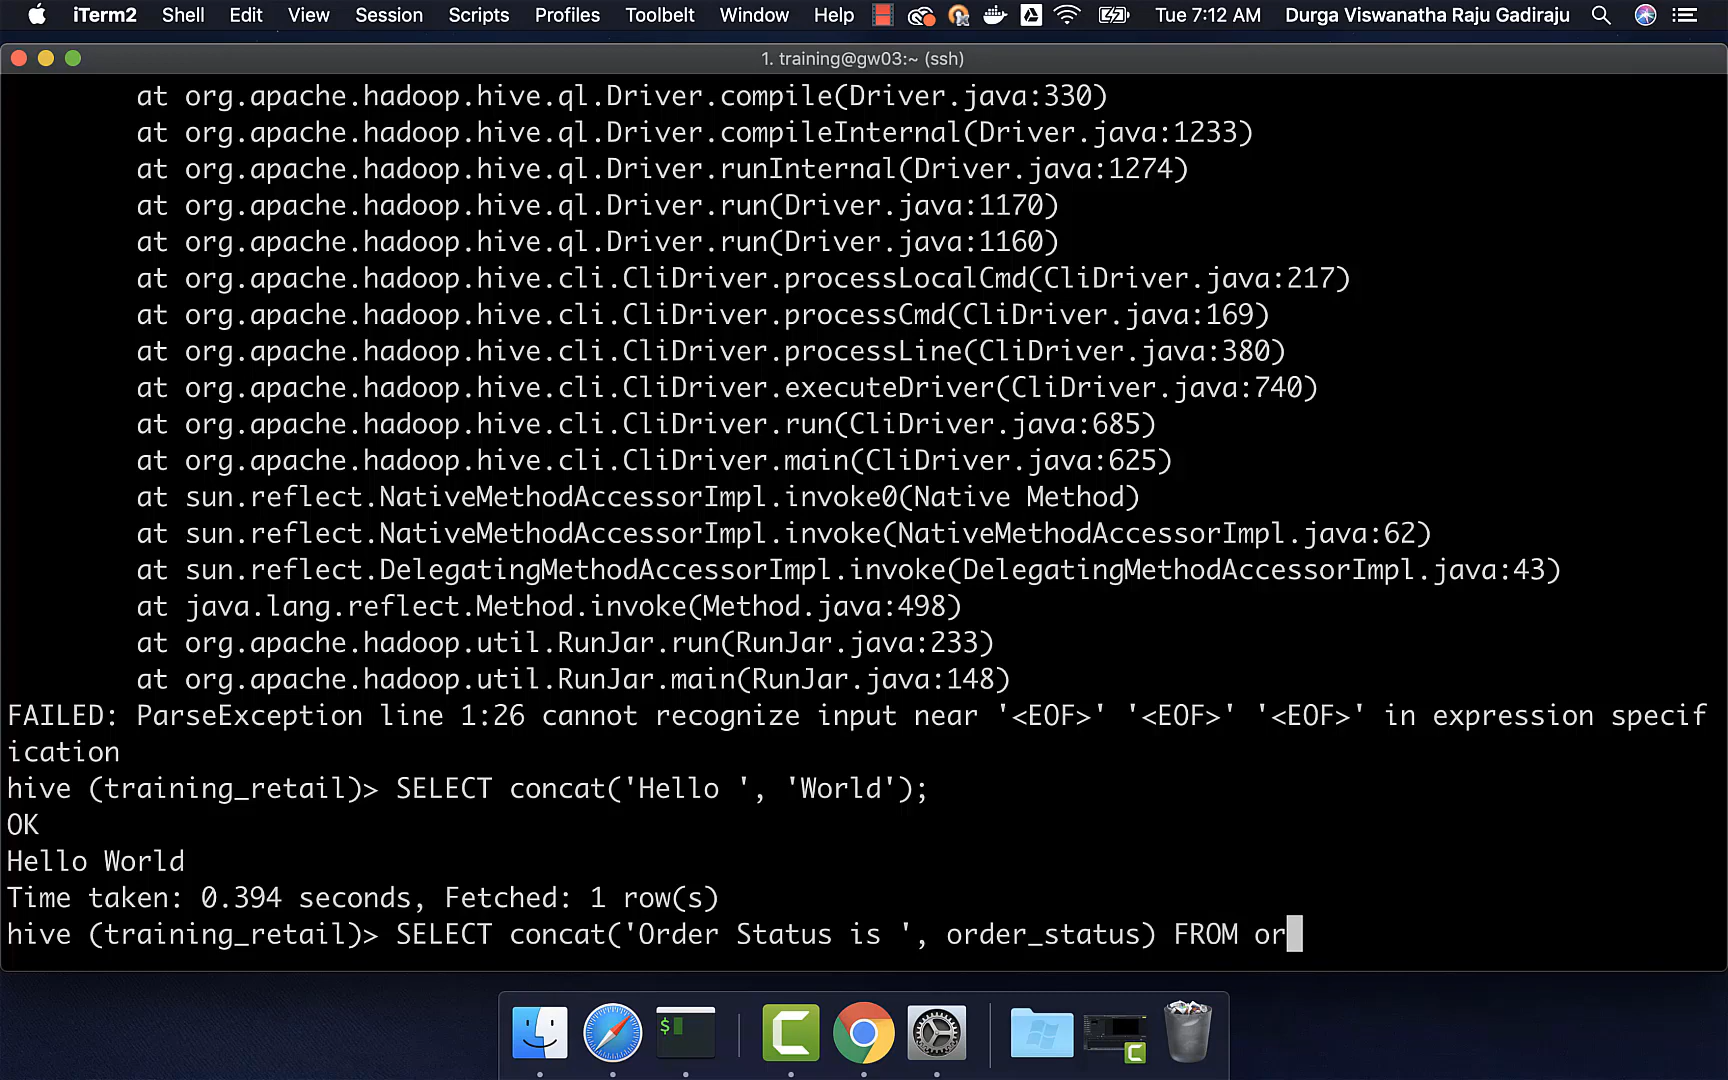 iTerm2 Shell Edit View Session Scripts Profiles Toolbelt Window Help Tue 7:12 AM Durga Viswanatha Raju Gadiraju
1. training@gw03:~ (ssh)
at org.apache.hadoop.hive.ql.Driver.compile(Driver.java:330)
at org.apache.hadoop.hive.ql.Driver.compileInternal(Driver.java:1233)
at org.apache.hadoop.hive.ql.Driver.runInternal(Driver.java:1274)
at org.apache.hadoop.hive.ql.Driver.run(Driver.java:1170)
at org.apache.hadoop.hive.ql.Driver.run(Driver.java:1160)
at org.apache.hadoop.hive.cli.CliDriver.processLocalCmd(CliDriver.java:217)
at org.apache.hadoop.hive.cli.CliDriver.processCmd(CliDriver.java:169)
at org.apache.hadoop.hive.cli.CliDriver.processLine(CliDriver.java:380)
at org.apache.hadoop.hive.cli.CliDriver.executeDriver(CliDriver.java:740)
at org.apache.hadoop.hive.cli.CliDriver.run(CliDriver.java:685)
at org.apache.hadoop.hive.cli.CliDriver.main(CliDriver.java:625)
at sun.reflect.NativeMethodAccessorImpl.invoke0(Native Method)
at sun.reflect.NativeMethodAccessorImpl.invoke(NativeMethodAccessorImpl.java:62)
at sun.reflect.DelegatingMethodAccessorImpl.invoke(DelegatingMethodAccessorImpl.java:43)
at java.lang.reflect.Method.invoke(Method.java:498)
at org.apache.hadoop.util.RunJar.run(RunJar.java:233)
at org.apache.hadoop.util.RunJar.main(RunJar.java:148)
FAILED: ParseException line 1:26 cannot recognize input near '<EOF>' '<EOF>' '<EOF>' in expression specif
ication
hive (training_retail)> SELECT concat('Hello ', 'World');
OK
Hello World
Time taken: 0.394 seconds, Fetched: 1 row(s)
hive (training_retail)> SELECT concat('Order Status is ', order_status) FROM or